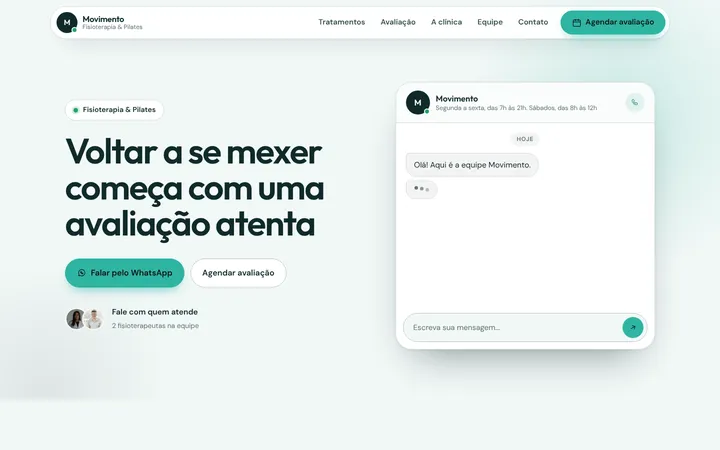 M
Movimento
Fisioterapia & Pilates
Tratamentos
Avaliação
A clínica
Equipe
Contato
Agendar avaliação
Fisioterapia & Pilates
Voltar a se mexer
começa com uma
avaliação atenta
Falar pelo WhatsApp
Agendar avaliação
Fale com quem atende
2 fisioterapeutas na equipe
M
Movimento
Segunda a sexta, das 7h às 21h. Sábados, das 8h às 12h
HOJE
Olá! Aqui é a equipe Movimento.
Escreva sua mensagem...